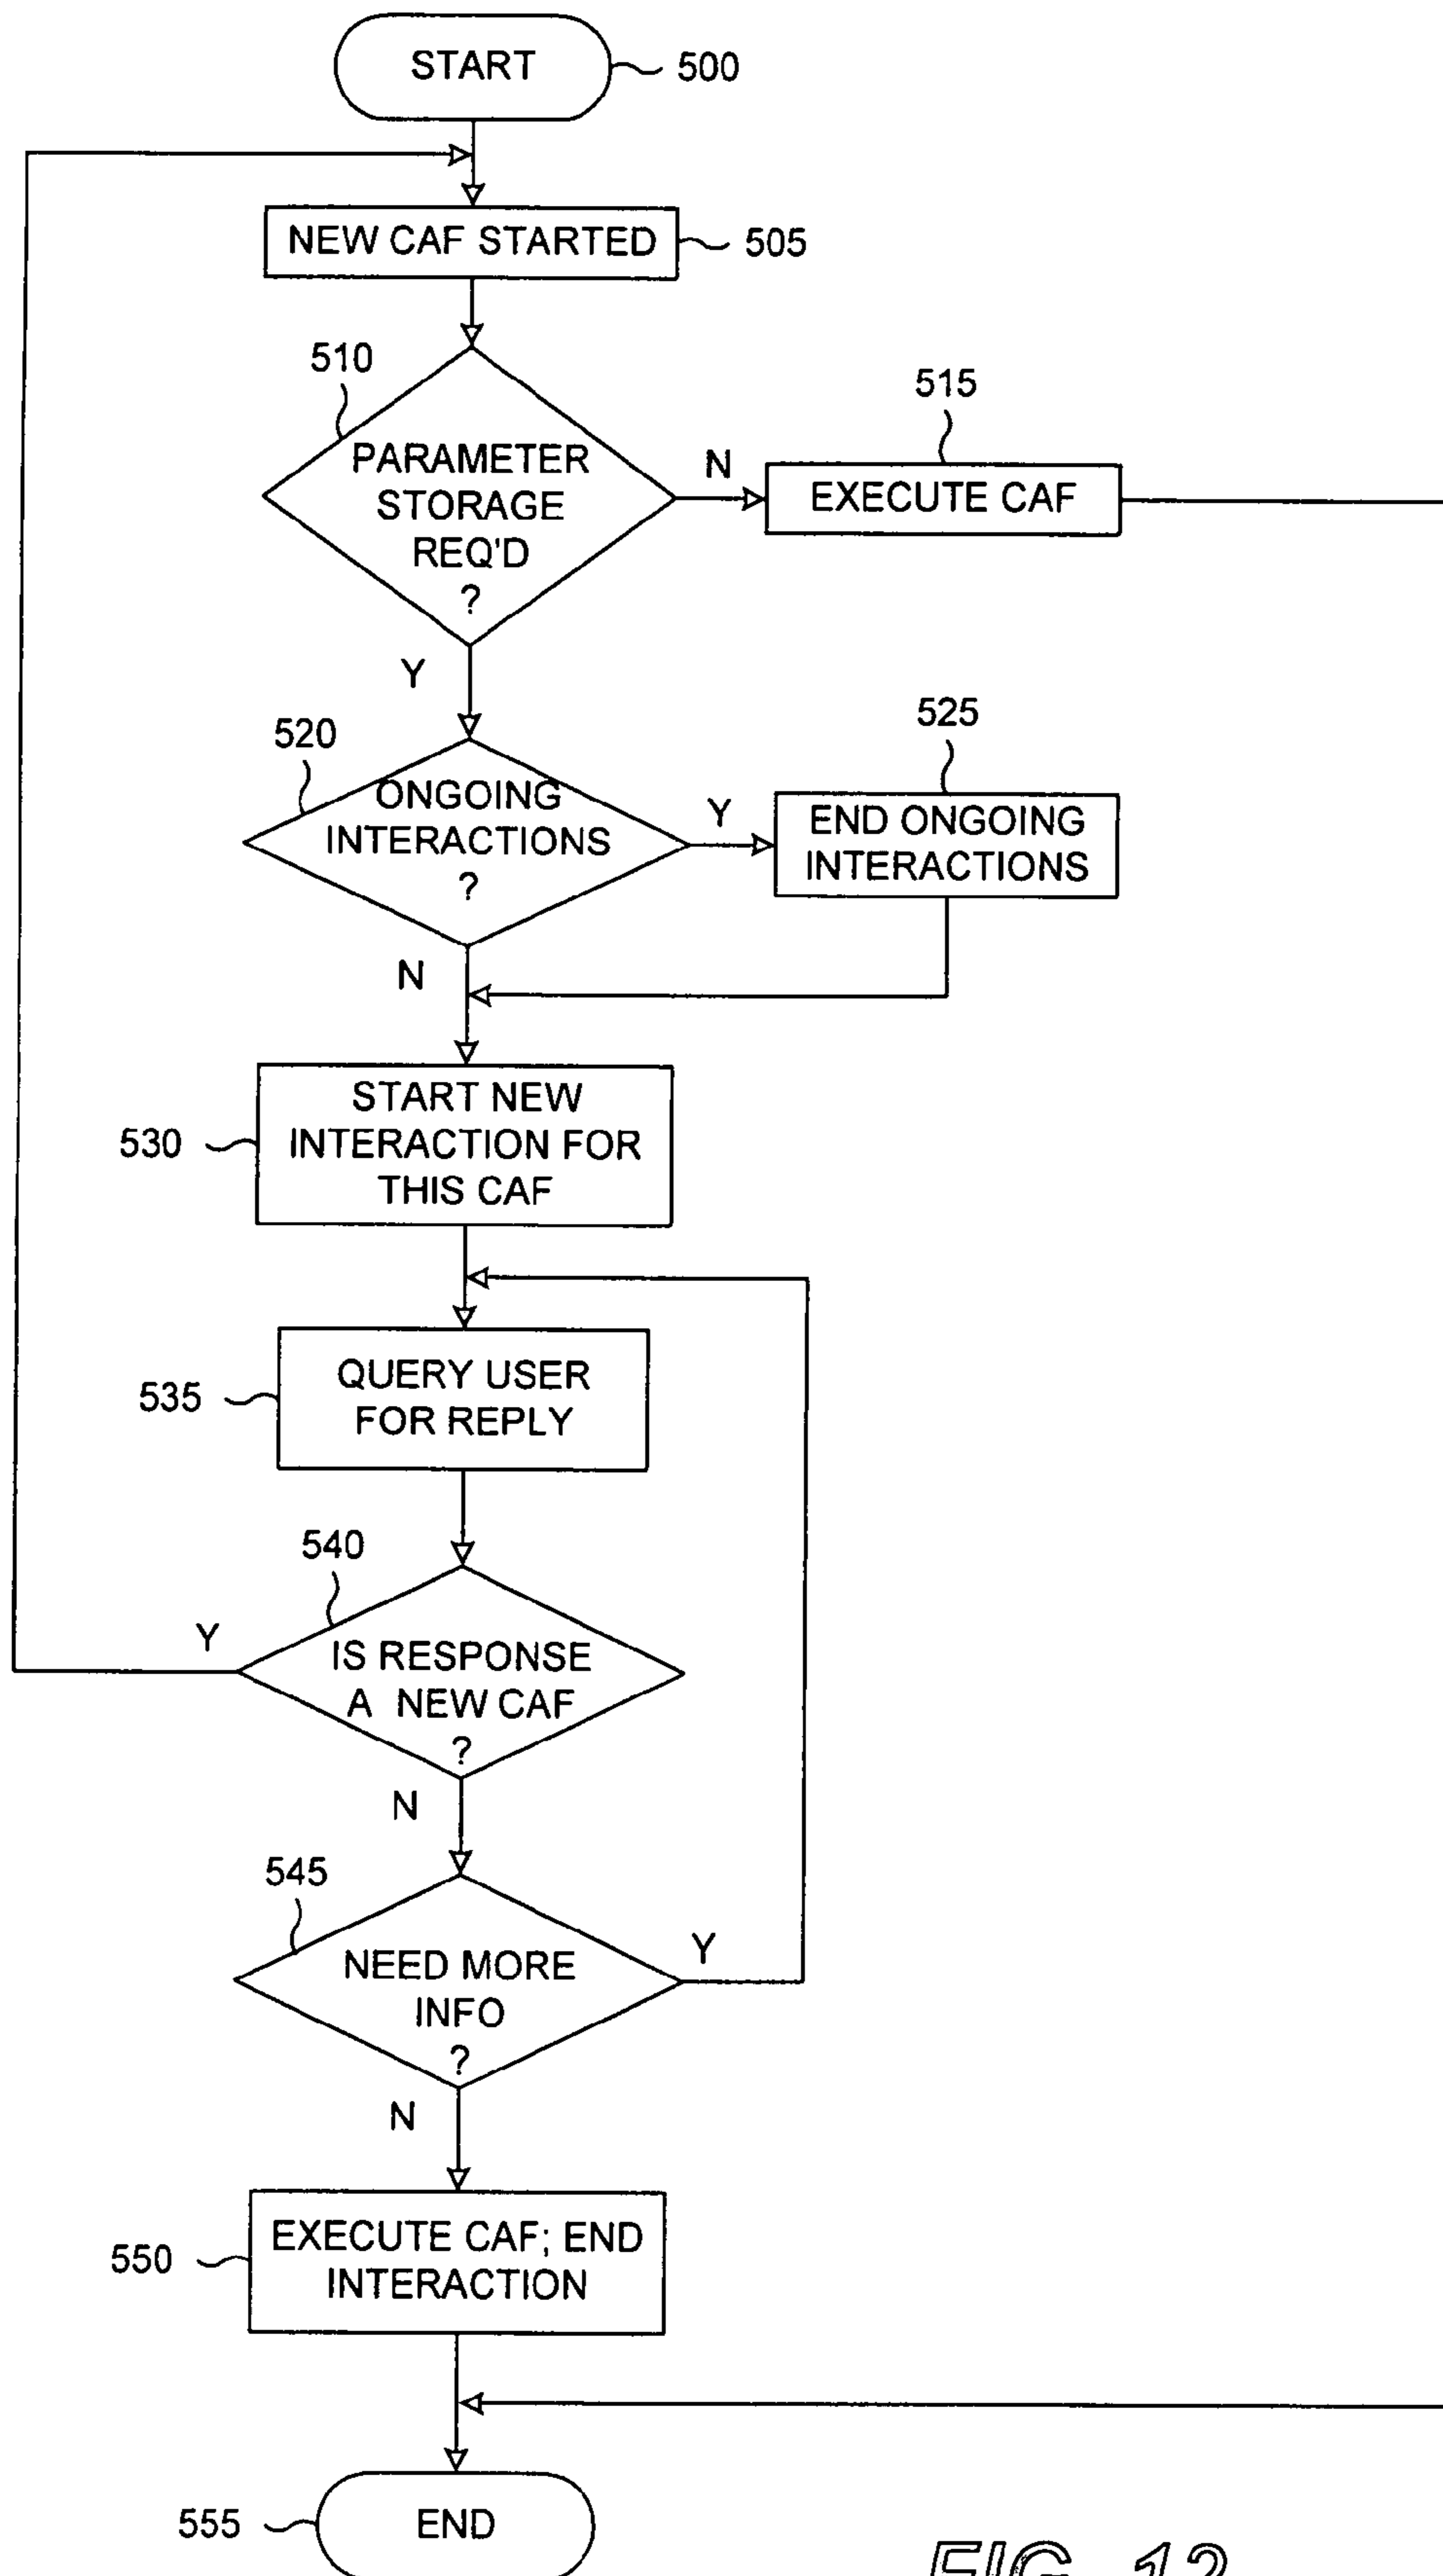 START
500
NEW CAF STARTED
505
510
515
PARAMETER
STORAGE
REQ'D
?
N
EXECUTE CAF
Y
520
525
ONGOING
INTERACTIONS
?
Y
END ONGOING
INTERACTIONS
N
530
START NEW
INTERACTION FOR
THIS CAF
535
QUERY USER
FOR REPLY
540
Y
IS RESPONSE
A NEW CAF
?
N
545
NEED MORE
INFO
?
Y
N
550
EXECUTE CAF; END
INTERACTION
555
END
FIG. 12